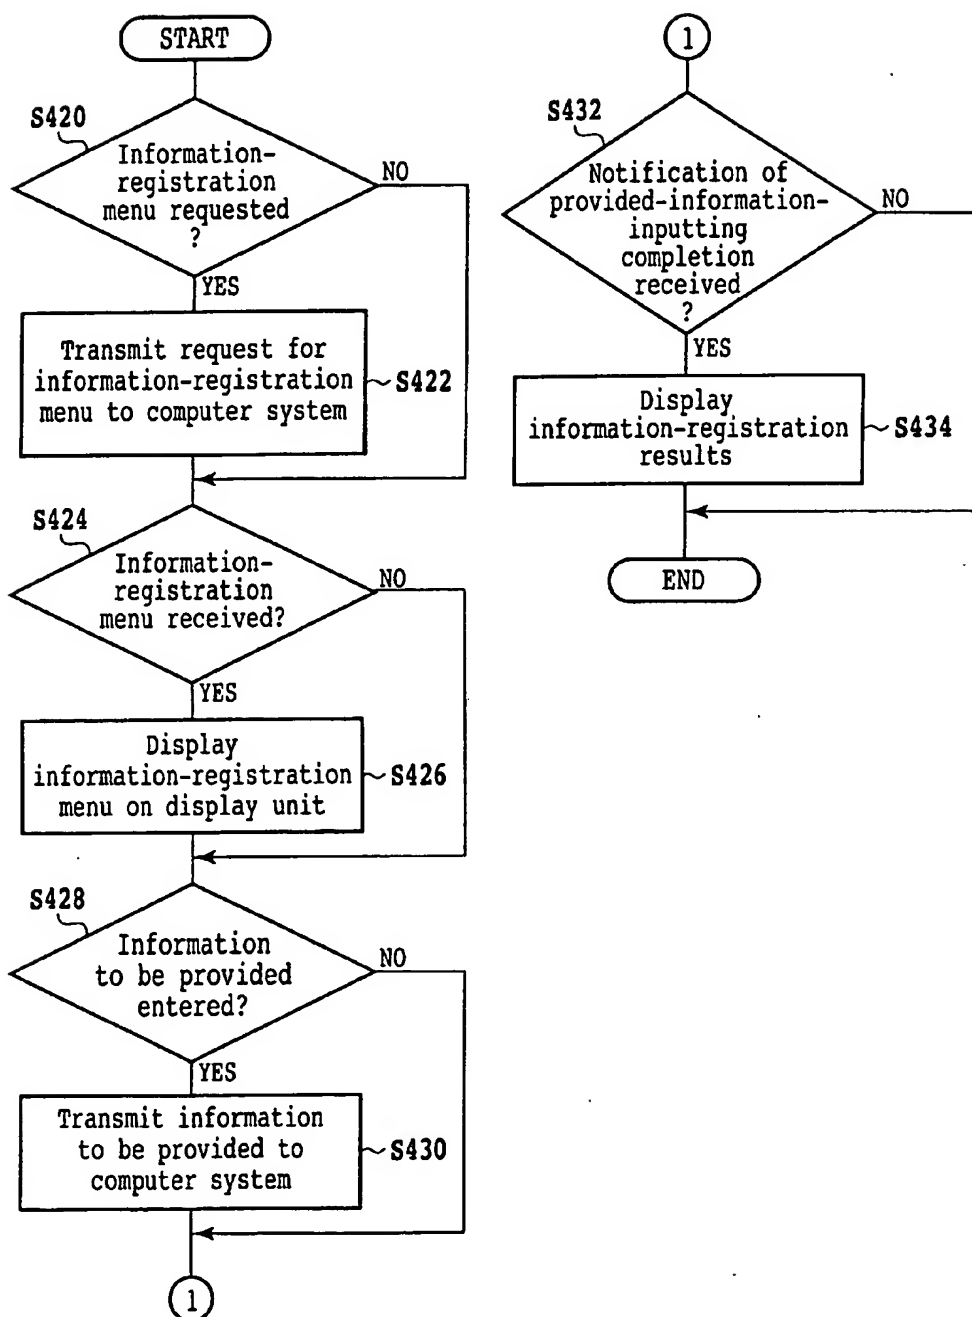 START
S420
Information-
registration
menu requested
?
NO
YES
Transmit request for
information-registration
menu to computer system
S422
S424
Information-
registration
menu received?
NO
YES
Display
information-registration
menu on display unit
S426
S428
Information
to be provided
entered?
NO
YES
Transmit information
to be provided to
computer system
S430
1
1
S432
Notification of
provided-information-
inputting
completion
received
?
NO
YES
Display
information-registration
results
S434
END